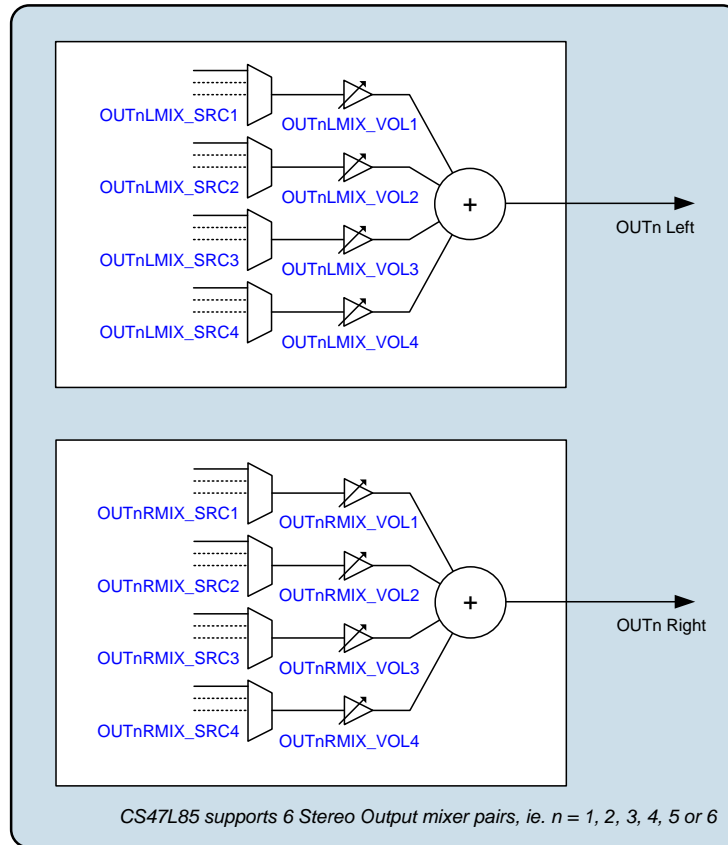 OUTnLMIX_SRC1
OUTnLMIX_VOL1
OUTnLMIX_SRC2
OUTnLMIX_VOL2
+
OUTn Left
OUTnLMIX_SRC3
OUTnLMIX_VOL3
OUTnLMIX_SRC4
OUTnLMIX_VOL4
OUTnRMIX_SRC1
OUTnRMIX_VOL1
OUTnRMIX_SRC2
OUTnRMIX_VOL2
+
OUTn Right
OUTnRMIX_SRC3
OUTnRMIX_VOL3
OUTnRMIX_SRC4
OUTnRMIX_VOL4
CS47L85 supports 6 Stereo Output mixer pairs, ie. n = 1, 2, 3, 4, 5 or 6